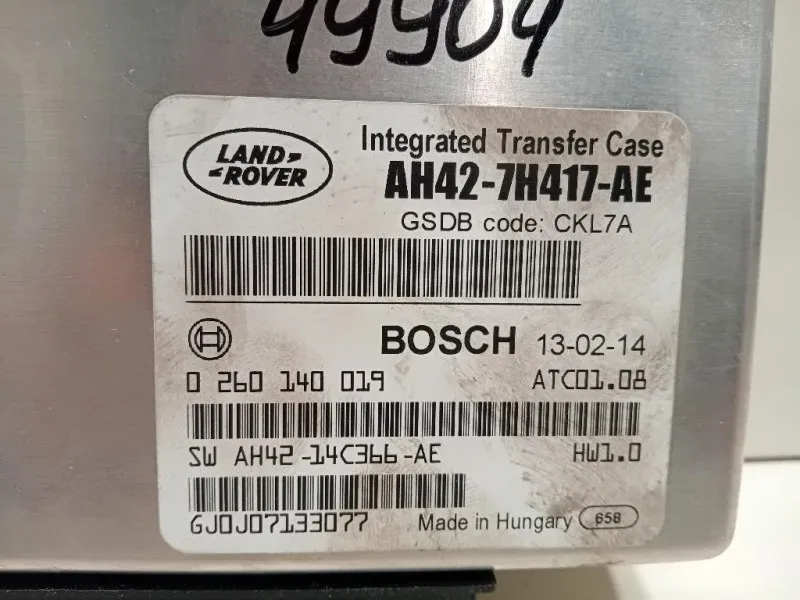 49904
LAND
ROVER
Integrated Transfer Case
AH42-7H417-AE
GSDB code: CKL7A
BOSCH 13-02-14
0 260 140 019 ATC01.08
SW AH42-14C366-AE HW1.0
GJ0J07133077 Made in Hungary 658